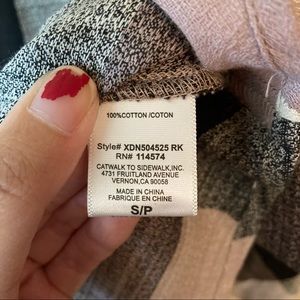 100%COTTON /COTON
Style# XDN504525 RK
RN# 114574
CATWALK TO SIDEWALK,INC.
4731 FRUITLAND AVENUE
VERNON,CA 90058
MADE IN CHINA
FABRIQUE EN CHINE
S/P